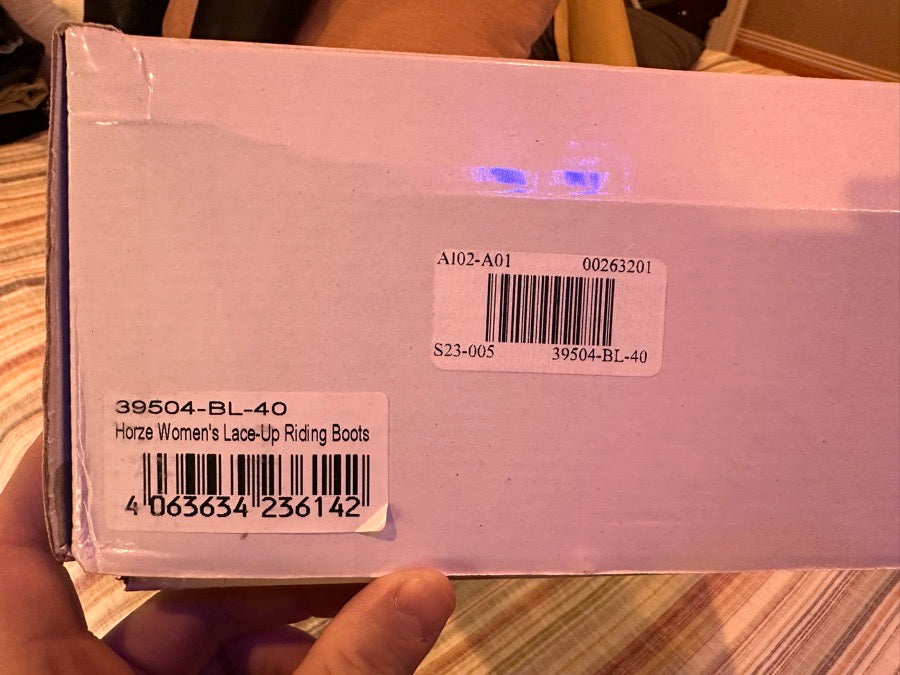 AI02-A01 00263201
S23-005 39504-BL-40
39504-BL-40
Horze Women's Lace-Up Riding Boots
4 063634 236142